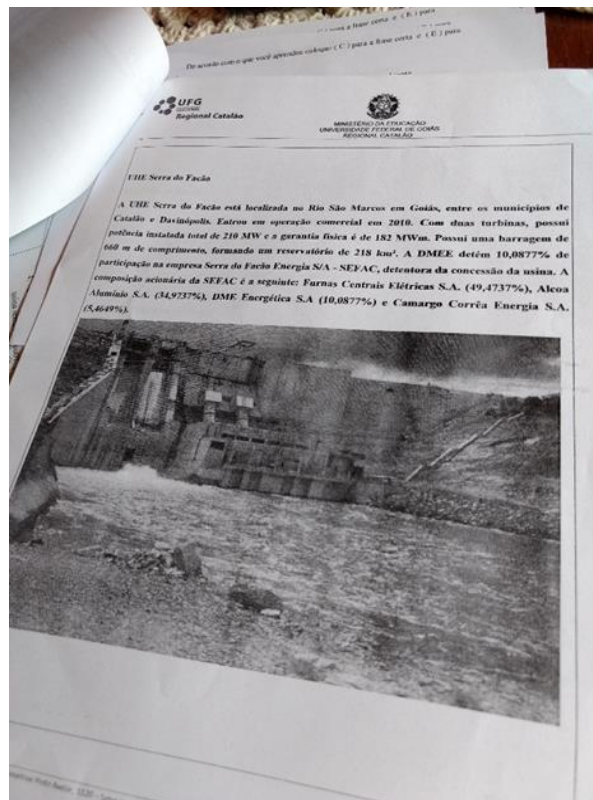 a frase certa e ( E ) para
De acordo com o que você aprendeu coloque ( C ) para a frase certa e ( E ) para
UFG
Regional Catalão
MINISTÉRIO DA EDUCAÇÃO
UNIVERSIDADE FEDERAL DE GOIÁS
REGIONAL CATALÃO
UHE Serra do Facão
A UHE Serra do Facão está localizada no Rio São Marcos em Goiás, entre os municípios de
Catalão e Davinópolis. Entrou em operação comercial em 2010. Com duas turbinas, possui
potência instalada total de 210 MW e a garantia física é de 182 MWm. Possui uma barragem de
660 m de comprimento, formando um reservatório de 218 km². A DMEE detém 10,0877% de
participação na empresa Serra do Facão Energia S/A - SEFAC, detentora da concessão da usina. A
composição acionária da SEFAC é a seguinte: Furnas Centrais Elétricas S.A. (49,4737%), Alcoa
Alumínio S.A. (34,9737%), DME Energética S.A (10,0877%) e Camargo Corrêa Energia S.A.
(5,4649%).